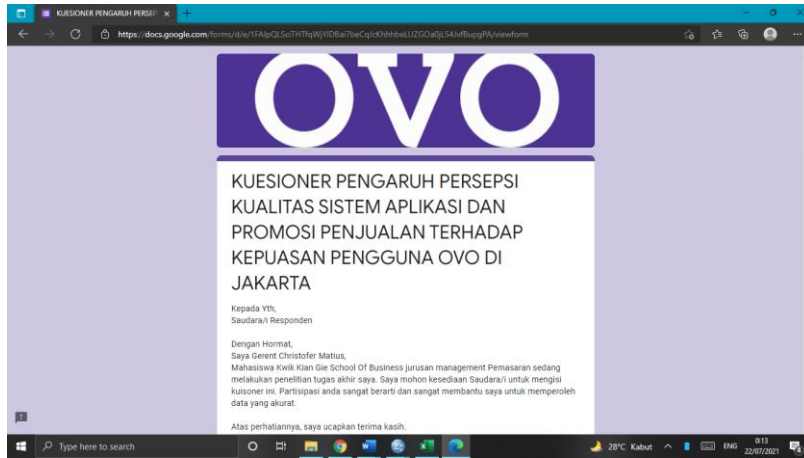 KUESIONER PENGARUH PERSEP
https://docs.google.com/forms/d/e/
/viewform
OVO
KUESIONER PENGARUH PERSEPSI
KUALITAS SISTEM APLIKASI DAN
PROMOSI PENJUALAN TERHADAP
KEPUASAN PENGGUNA OVO DI
JAKARTA
Kepada Yth,
Saudara/i Responden
Dengan Hormat,
Saya Gerent Christofer Matius,
Mahasiswa Kwik Kian Gie School Of Business jurusan management Pemasaran sedang
melakukan penelitian tugas akhir saya. Saya mohon kesediaan Saudara/i untuk mengisi
kuisoner ini. Partisipasi anda sangat berarti dan sangat membantu saya untuk memperoleh
data yang akurat.
Atas perhatiannya, saya ucapkan terima kasih.
Type here to search
28°C Kabut
ENG
0:13
22/07/2021